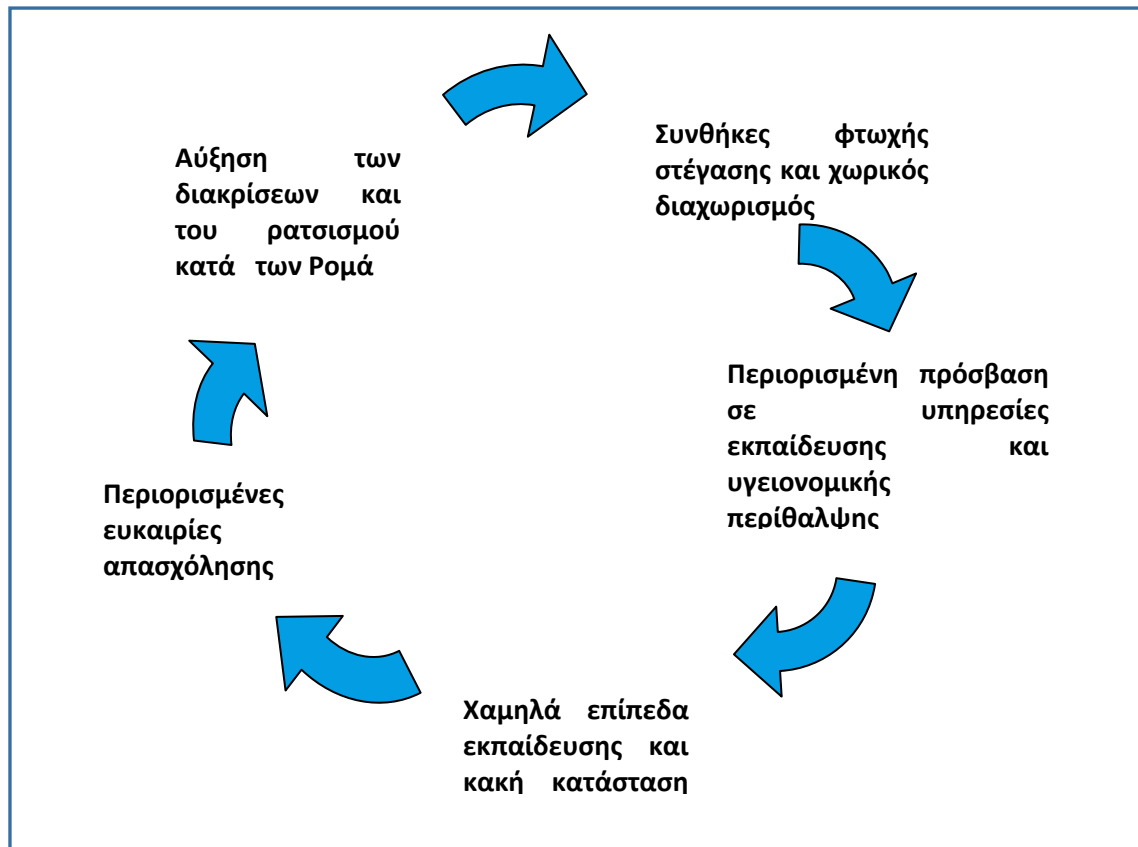 Αύξηση των
διακρίσεων και
του ρατσισμού
κατά των Ρομά
Συνθήκες φτωχής
στέγασης και χωρικός
διαχωρισμός
Περιορισμένη πρόσβαση
σε υπηρεσίες
εκπαίδευσης και
υγειονομικής
περίθαλψης
Χαμηλά επίπεδα
εκπαίδευσης και
κακή κατάσταση
Περιορισμένες
ευκαιρίες
απασχόλησης